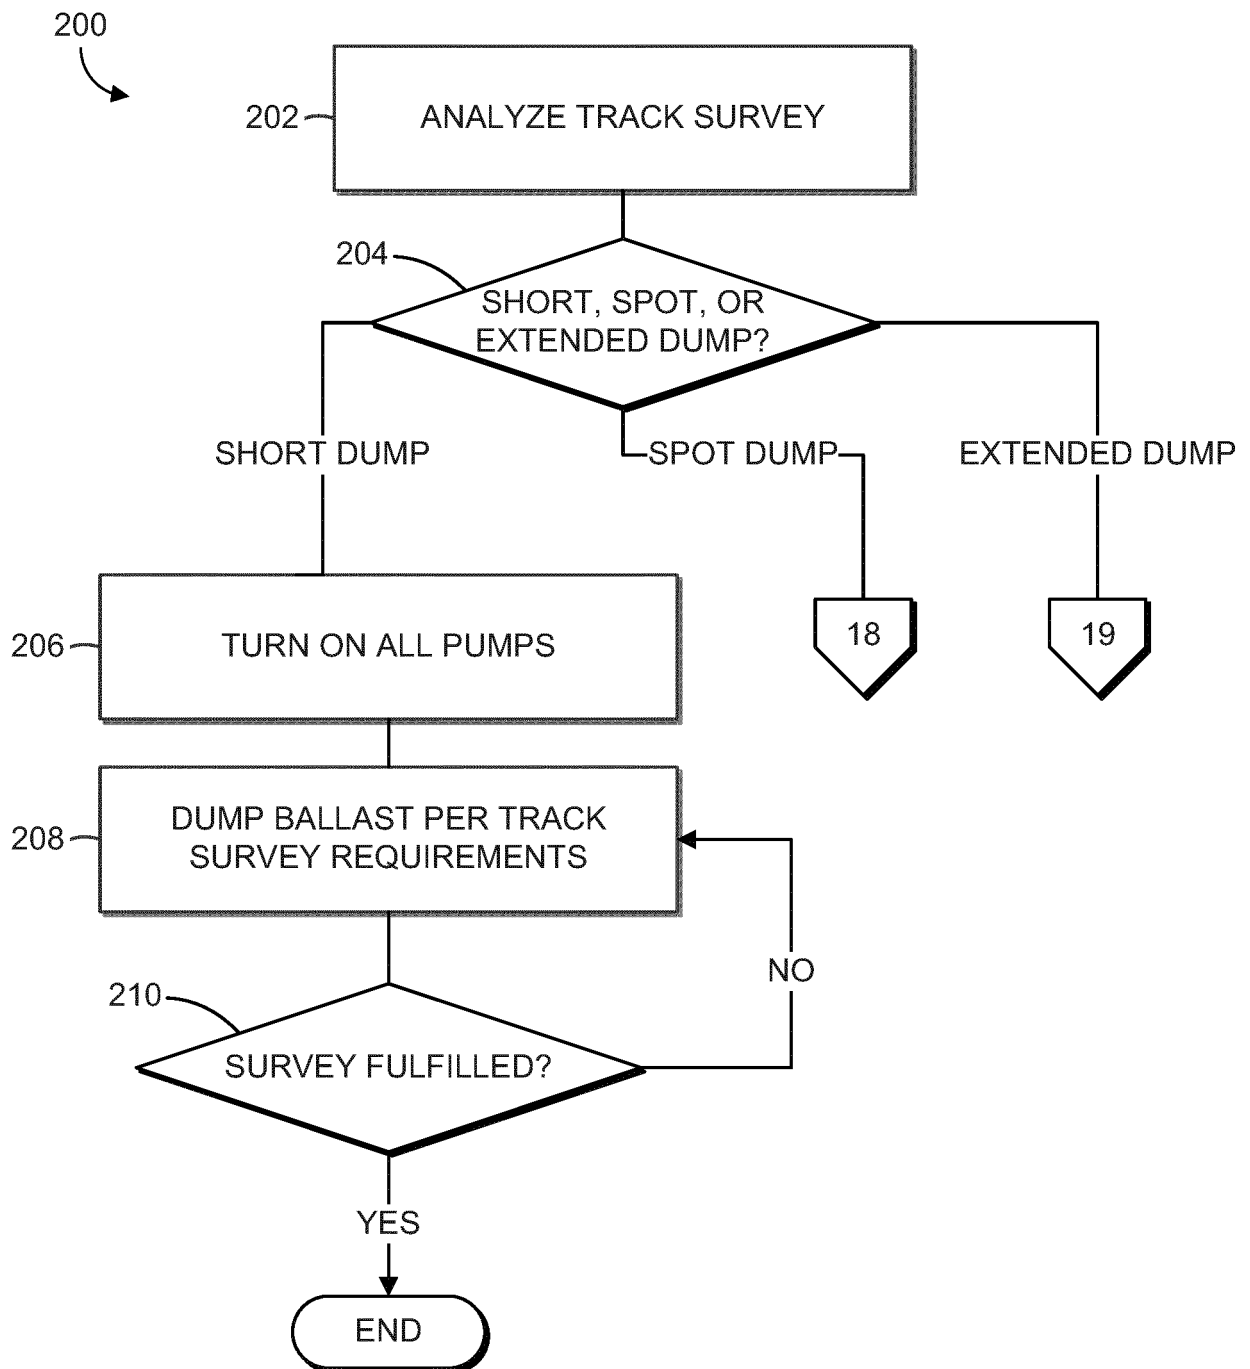 200
202
ANALYZE TRACK SURVEY
204
SHORT, SPOT, OR
EXTENDED DUMP?
SHORT DUMP
SPOT DUMP
EXTENDED DUMP
206
TURN ON ALL PUMPS
18
19
208
DUMP BALLAST PER TRACK
SURVEY REQUIREMENTS
NO
210
SURVEY FULFILLED?
YES
END